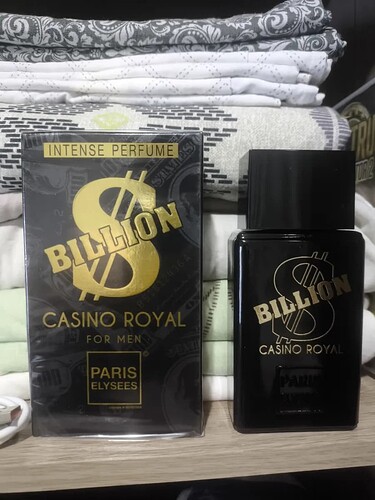 INTENSE PERFUME
$
BILLION
CASINO ROYAL
FOR MEN
PARIS
ELYSEES
$
BILLION
CASINO ROYAL
PARIS